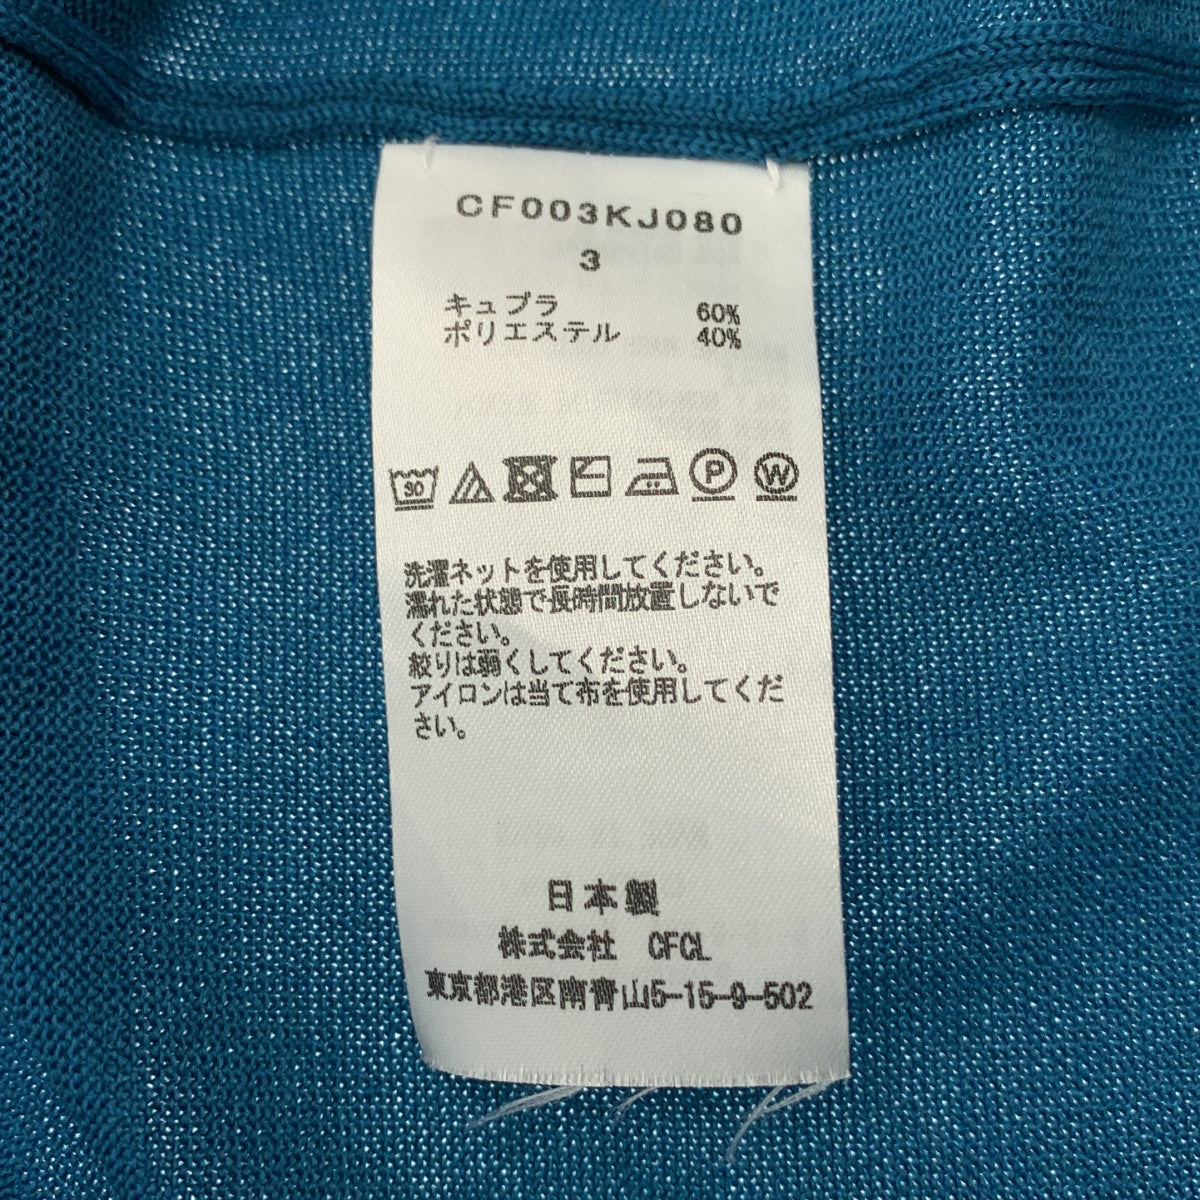 CF003KJ080
3
キュプラ 60%
ポリエステル 40%
30 P W
洗濯ネットを使用してください。
濡れた状態で長時間放置しないで
ください。
絞りは弱くしてください。
アイロンは当て布を使用してくだ
さい。
日本製
株式会社 CFCL
東京都港区南青山5-15-9-502